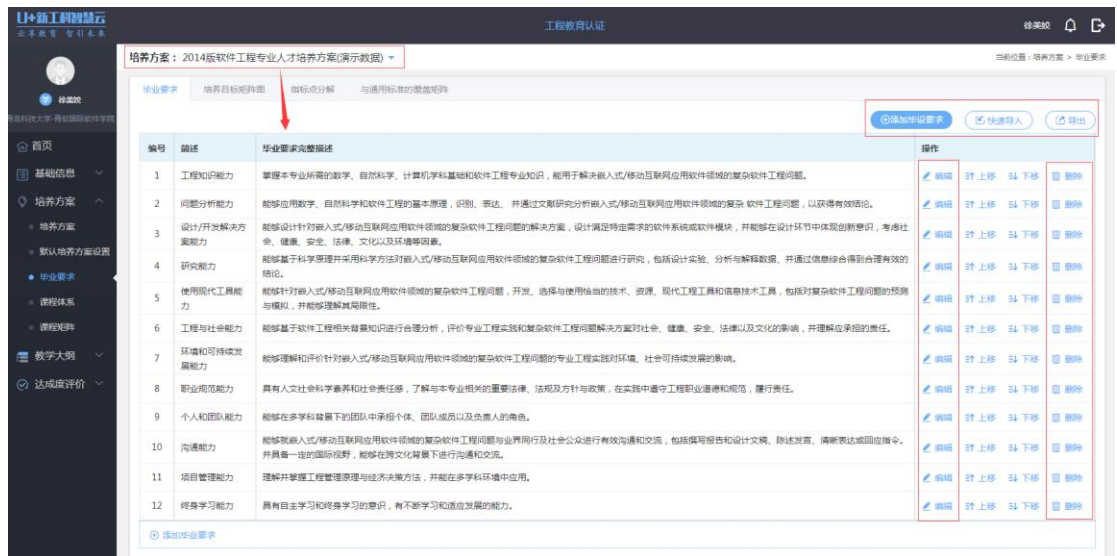 U+新工科智慧云
云享教育 智引未来
工程教育认证
徐美姣
培养方案：2014版软件工程专业人才培养方案(演示数据)
当前位置：培养方案 > 毕业要求
徐美姣
青岛科技大学-青软国际软件学院
首页
基础信息
培养方案
培养方案
默认培养方案设置
毕业要求
课程体系
课程矩阵
教学大纲
达成度评价
毕业要求 培养目标矩阵图 指标点分解 与通用标准的覆盖矩阵
添加毕设要求 快速导入 导出
编号 简述 毕业要求完整描述 操作
1 工程知识能力 掌握本专业所需的数学、自然科学、计算机学科基础和软件工程专业知识，能用于解决嵌入式/移动互联网应用软件领域的复杂软件工程问题。 编辑 上移 下移 删除
2 问题分析能力 能够应用数学、自然科学和软件工程的基本原理，识别、表达、 并通过文献研究分析嵌入式/移动互联网应用软件领域的复杂 软件工程问题，以获得有效结论。 编辑 上移 下移 删除
3 设计/开发解决方案能力 能够设计针对嵌入式/移动互联网应用软件领域的复杂软件工程问题的解决方案，设计满足特定需求的软件系统或软件模块，并能够在设计环节中体现创新意识，考虑社
会、健康、安全、法律、文化以及环境等因素。 编辑 上移 下移 删除
4 研究能力 能够基于科学原理并采用科学方法对嵌入式/移动互联网应用软件领域的复杂软件工程问题进行研究，包括设计实验、分析与解释数据、并通过信息综合得到合理有效的
结论。 编辑 上移 下移 删除
5 使用现代工具能力 能够针对嵌入式/移动互联网应用软件领域的复杂软件工程问题，开发、选择与使用恰当的技术、资源、现代工程工具和信息技术工具，包括对复杂软件工程问题的预测
与模拟，并能够理解其局限性。 编辑 上移 下移 删除
6 工程与社会能力 能够基于软件工程相关背景知识进行合理分析，评价专业工程实践和复杂软件工程问题解决方案对社会、健康、安全、法律以及文化的影响，并理解应承担的责任。 编辑 上移 下移 删除
7 环境和可持续发展能力 能够理解和评价针对嵌入式/移动互联网应用软件领域的复杂软件工程问题的专业工程实践对环境、社会可持续发展的影响。 编辑 上移 下移 删除
8 职业规范能力 具有人文社会科学素养和社会责任感，了解与本专业相关的重要法律、法规及方针与政策，在实践中遵守工程职业道德和规范，履行责任。 编辑 上移 下移 删除
9 个人和团队能力 能够在多学科背景下的团队中承担个体、团队成员以及负责人的角色。 编辑 上移 下移 删除
10 沟通能力 能够就嵌入式/移动互联网应用软件领域的复杂软件工程问题与业界同行及社会公众进行有效沟通和交流，包括撰写报告和设计文稿、陈述发言、清晰表达或回应指令。
并具备一定的国际视野，能够在跨文化背景下进行沟通和交流。 编辑 上移 下移 删除
11 项目管理能力 理解并掌握工程管理原理与经济决策方法，并能在多学科环境中应用。 编辑 上移 下移 删除
12 终身学习能力 具有自主学习和终身学习的意识，有不断学习和适应发展的能力。 编辑 上移 下移 删除
添加毕业要求